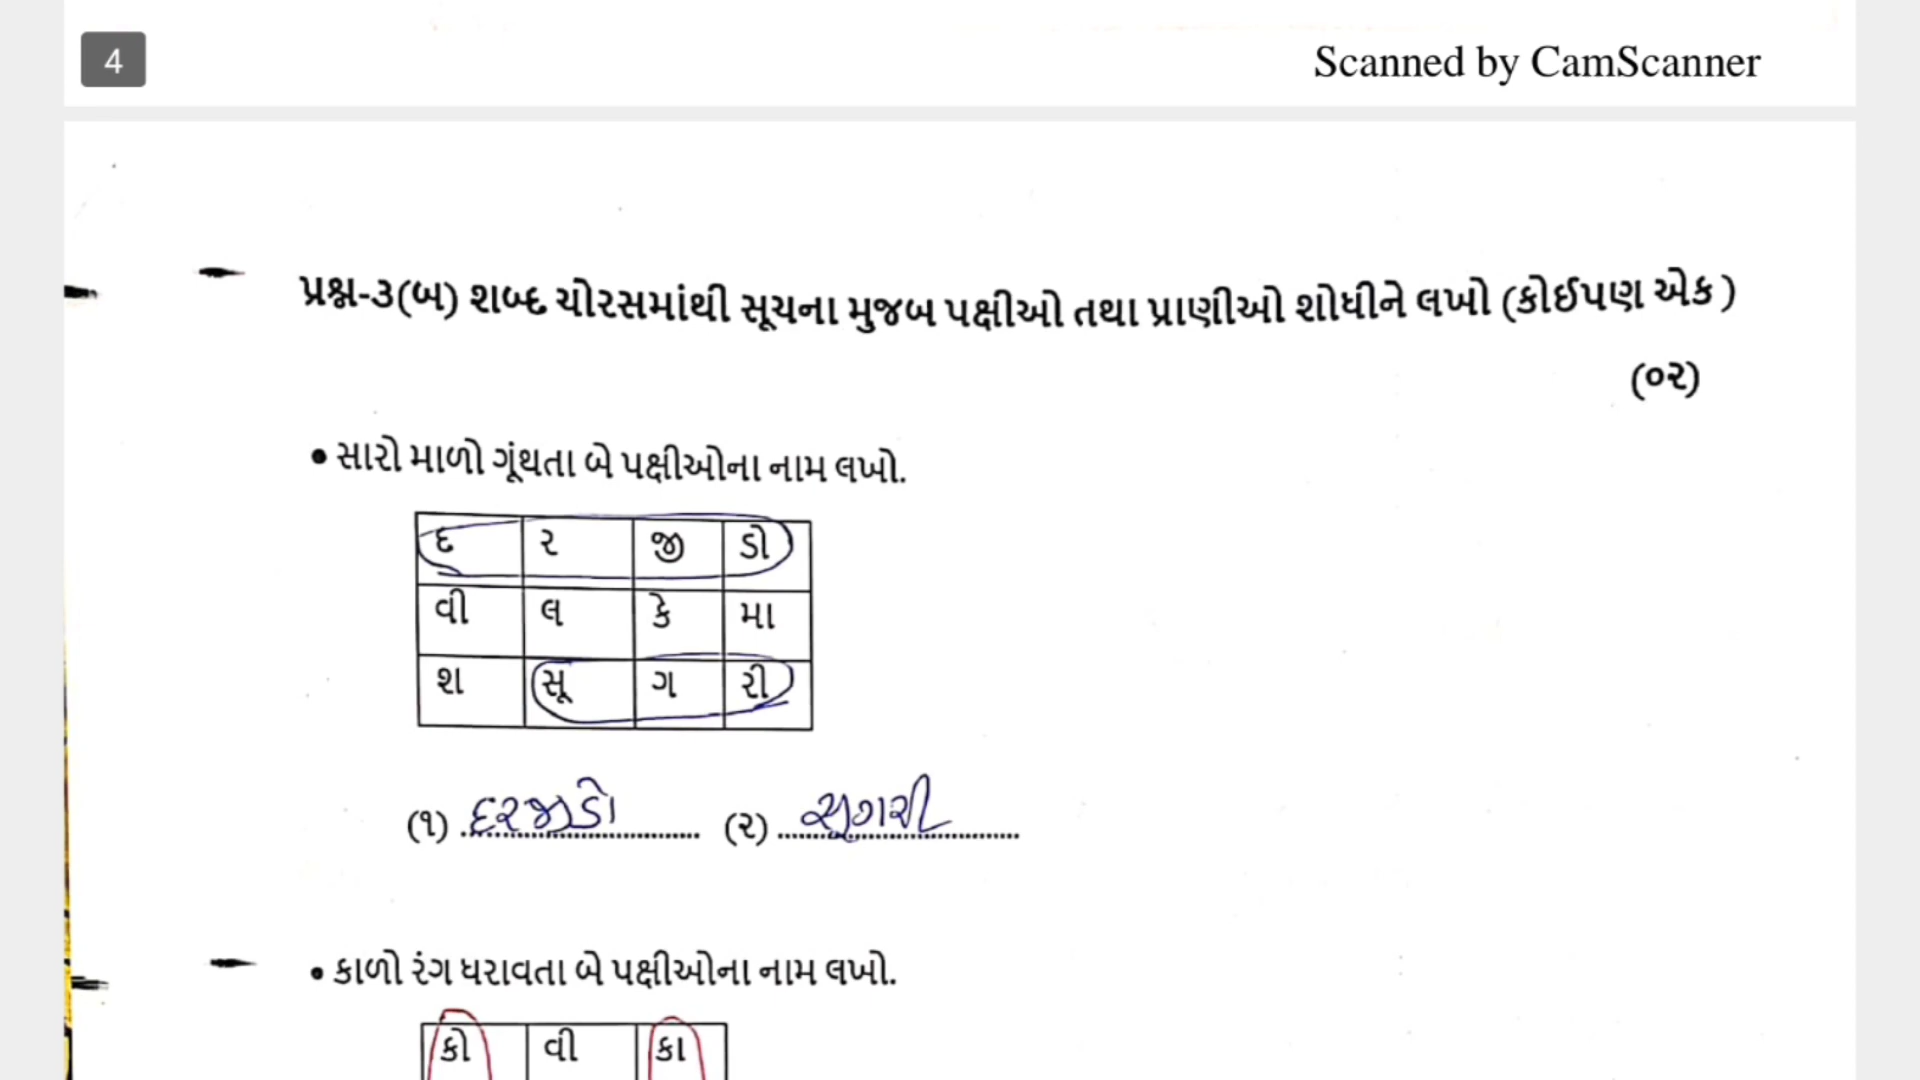 4
Scanned by CamScanner
પ્રશ્ન-૩(બ) શબ્દ ચોરસમાંથી સૂચના મુજબ પક્ષીઓ તથા પ્રાણીઓ શોધીને લખો (કોઈપણ એક)
(૦૨)
• સારો માળો ગૂંથતા બે પક્ષીઓના નામ લખો.
દ ર જી ડો
વી લ કે મા
શ સૂ ગ રી
(૧) દરજીડો (૨) સુગરી
• કાળો રંગ ધરાવતા બે પક્ષીઓના નામ લખો.
કો વી કા